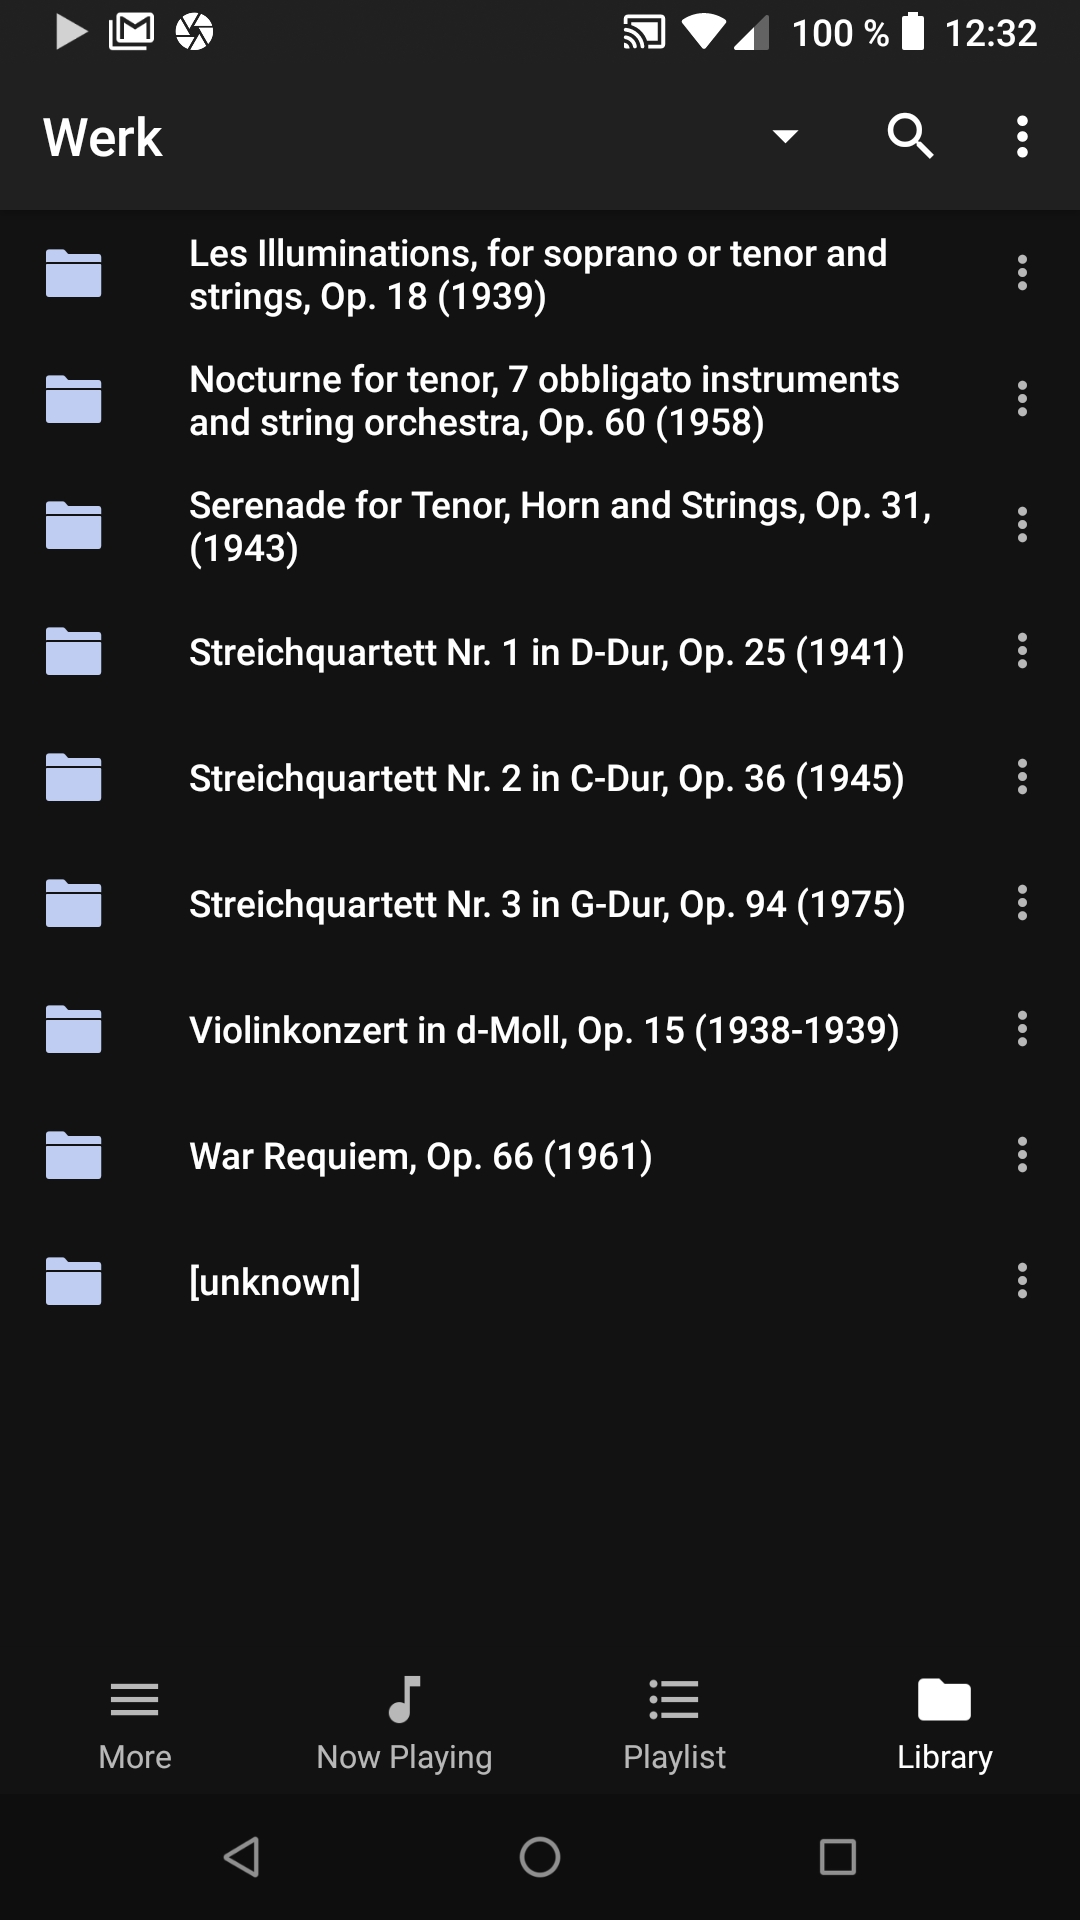 100 % 12:32
Werk
Les Illuminations, for soprano or tenor and
strings, Op. 18 (1939)
Nocturne for tenor, 7 obbligato instruments
and string orchestra, Op. 60 (1958)
Serenade for Tenor, Horn and Strings, Op. 31,
(1943)
Streichquartett Nr. 1 in D-Dur, Op. 25 (1941)
Streichquartett Nr. 2 in C-Dur, Op. 36 (1945)
Streichquartett Nr. 3 in G-Dur, Op. 94 (1975)
Violinkonzert in d-Moll, Op. 15 (1938-1939)
War Requiem, Op. 66 (1961)
[unknown]
More Now Playing Playlist Library